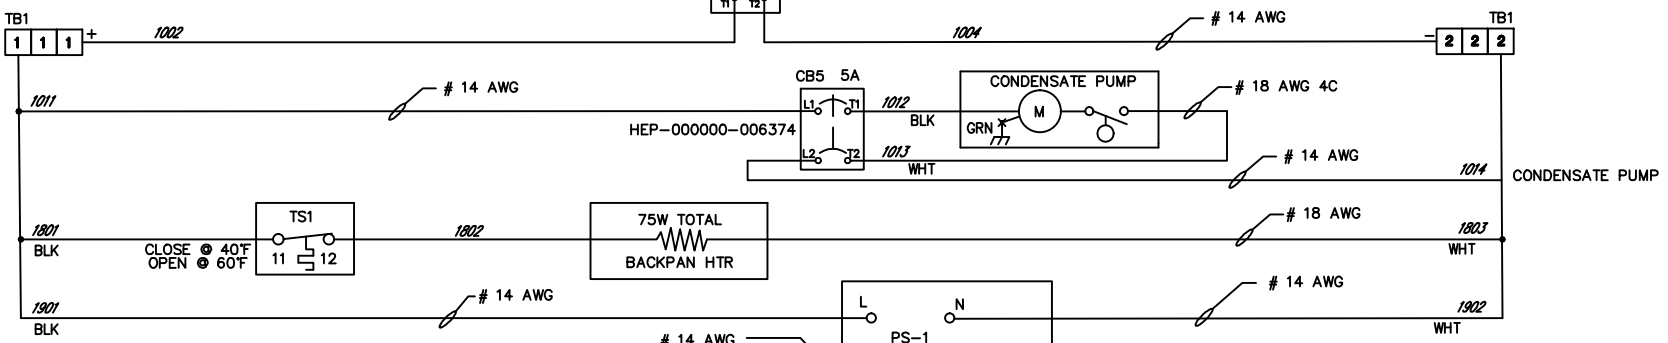 T1 T2
TB1
1 1 1 +
1002
1004
# 14 AWG
TB1
- 2 2 2
1011
# 14 AWG
CB5 5A
L1 T1
HEP-000000-006374
L2 T2
1012
BLK
CONDENSATE PUMP
M
GRN
# 18 AWG 4C
1013
WHT
# 14 AWG
1014
CONDENSATE PUMP
1801
BLK
CLOSE @ 40°F
OPEN @ 60°F
TS1
11 12
1802
75W TOTAL
BACKPAN HTR
# 18 AWG
1803
WHT
1901
BLK
# 14 AWG
L N
PS-1
# 14 AWG
1902
WHT
# 14 AWG